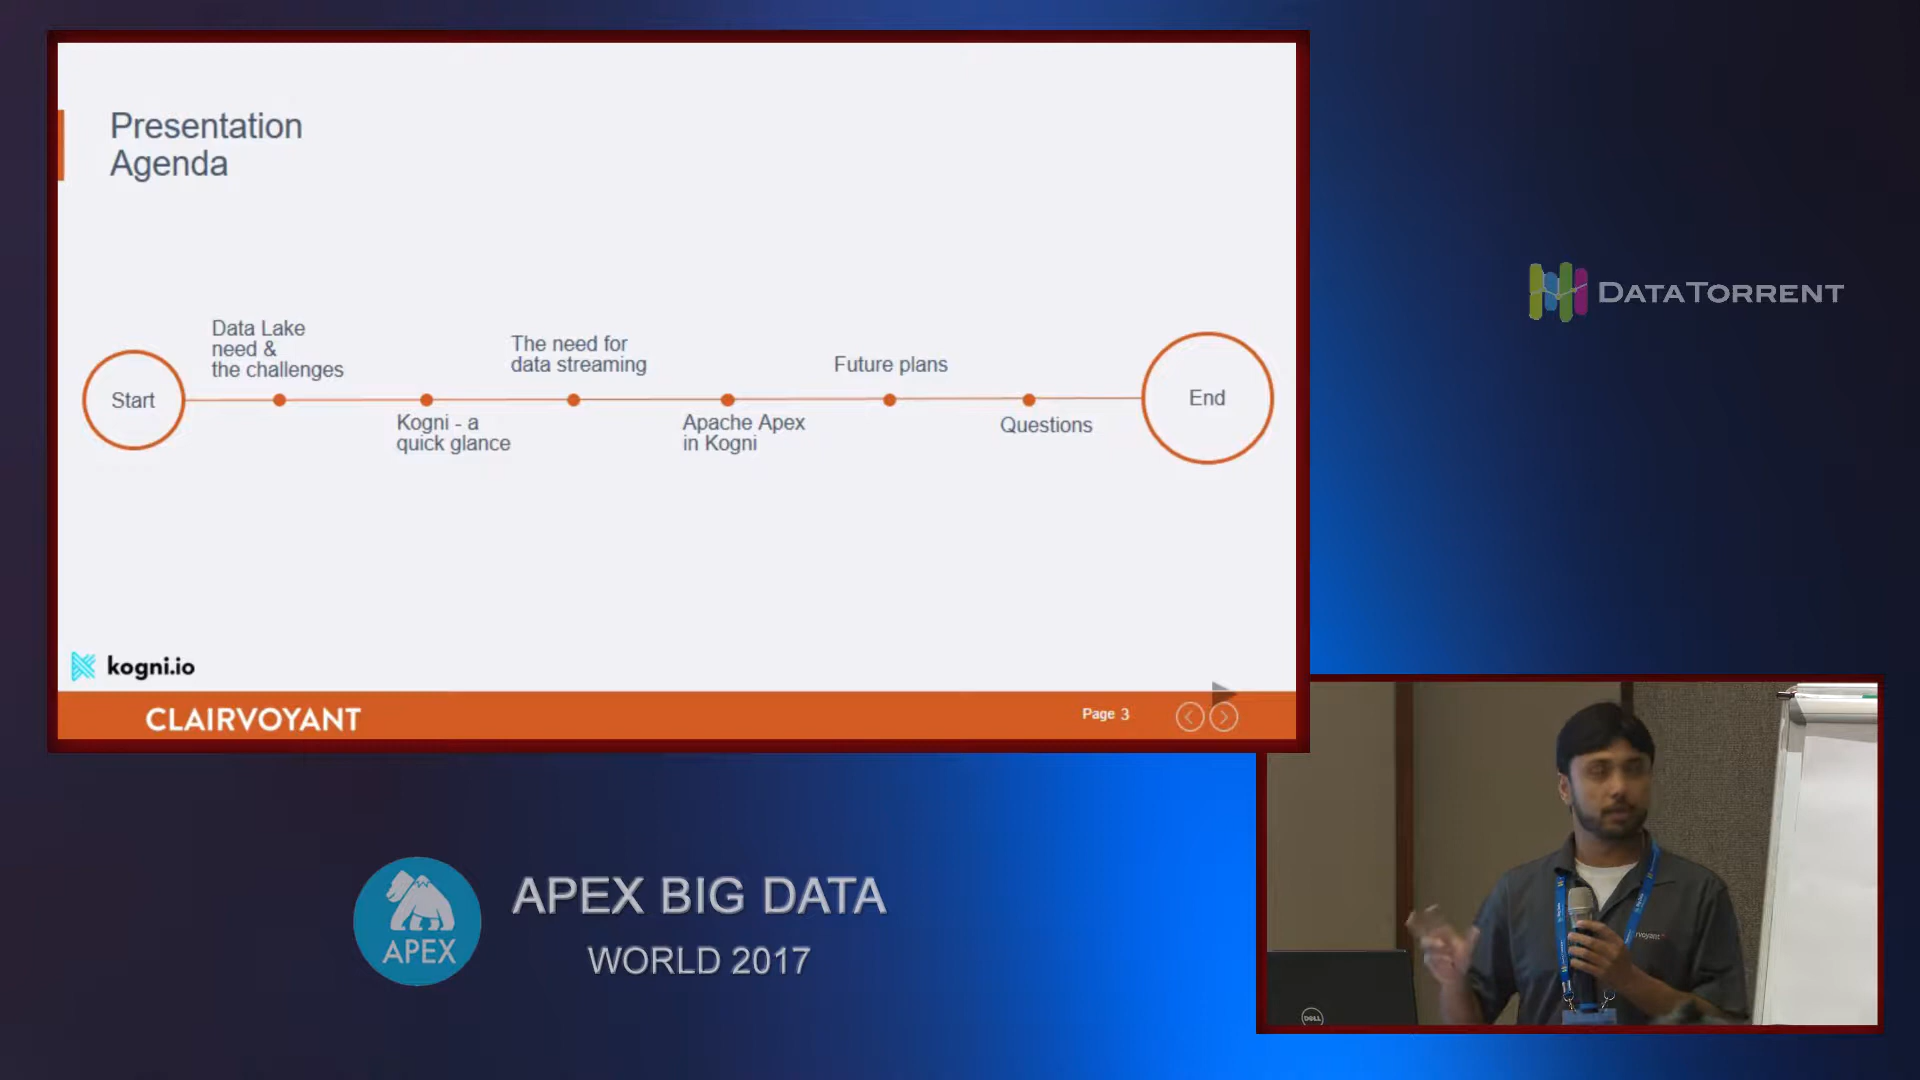 Presentation
Agenda
Data Lake
need &
the challenges
The need for
data streaming
Future plans
Start
End
Kogni - a
quick glance
Apache Apex
in Kogni
Questions
kogni.io
CLAIRVOYANT
Page 3
DATATORRENT
APEX
APEX BIG DATA
WORLD 2017
DELL